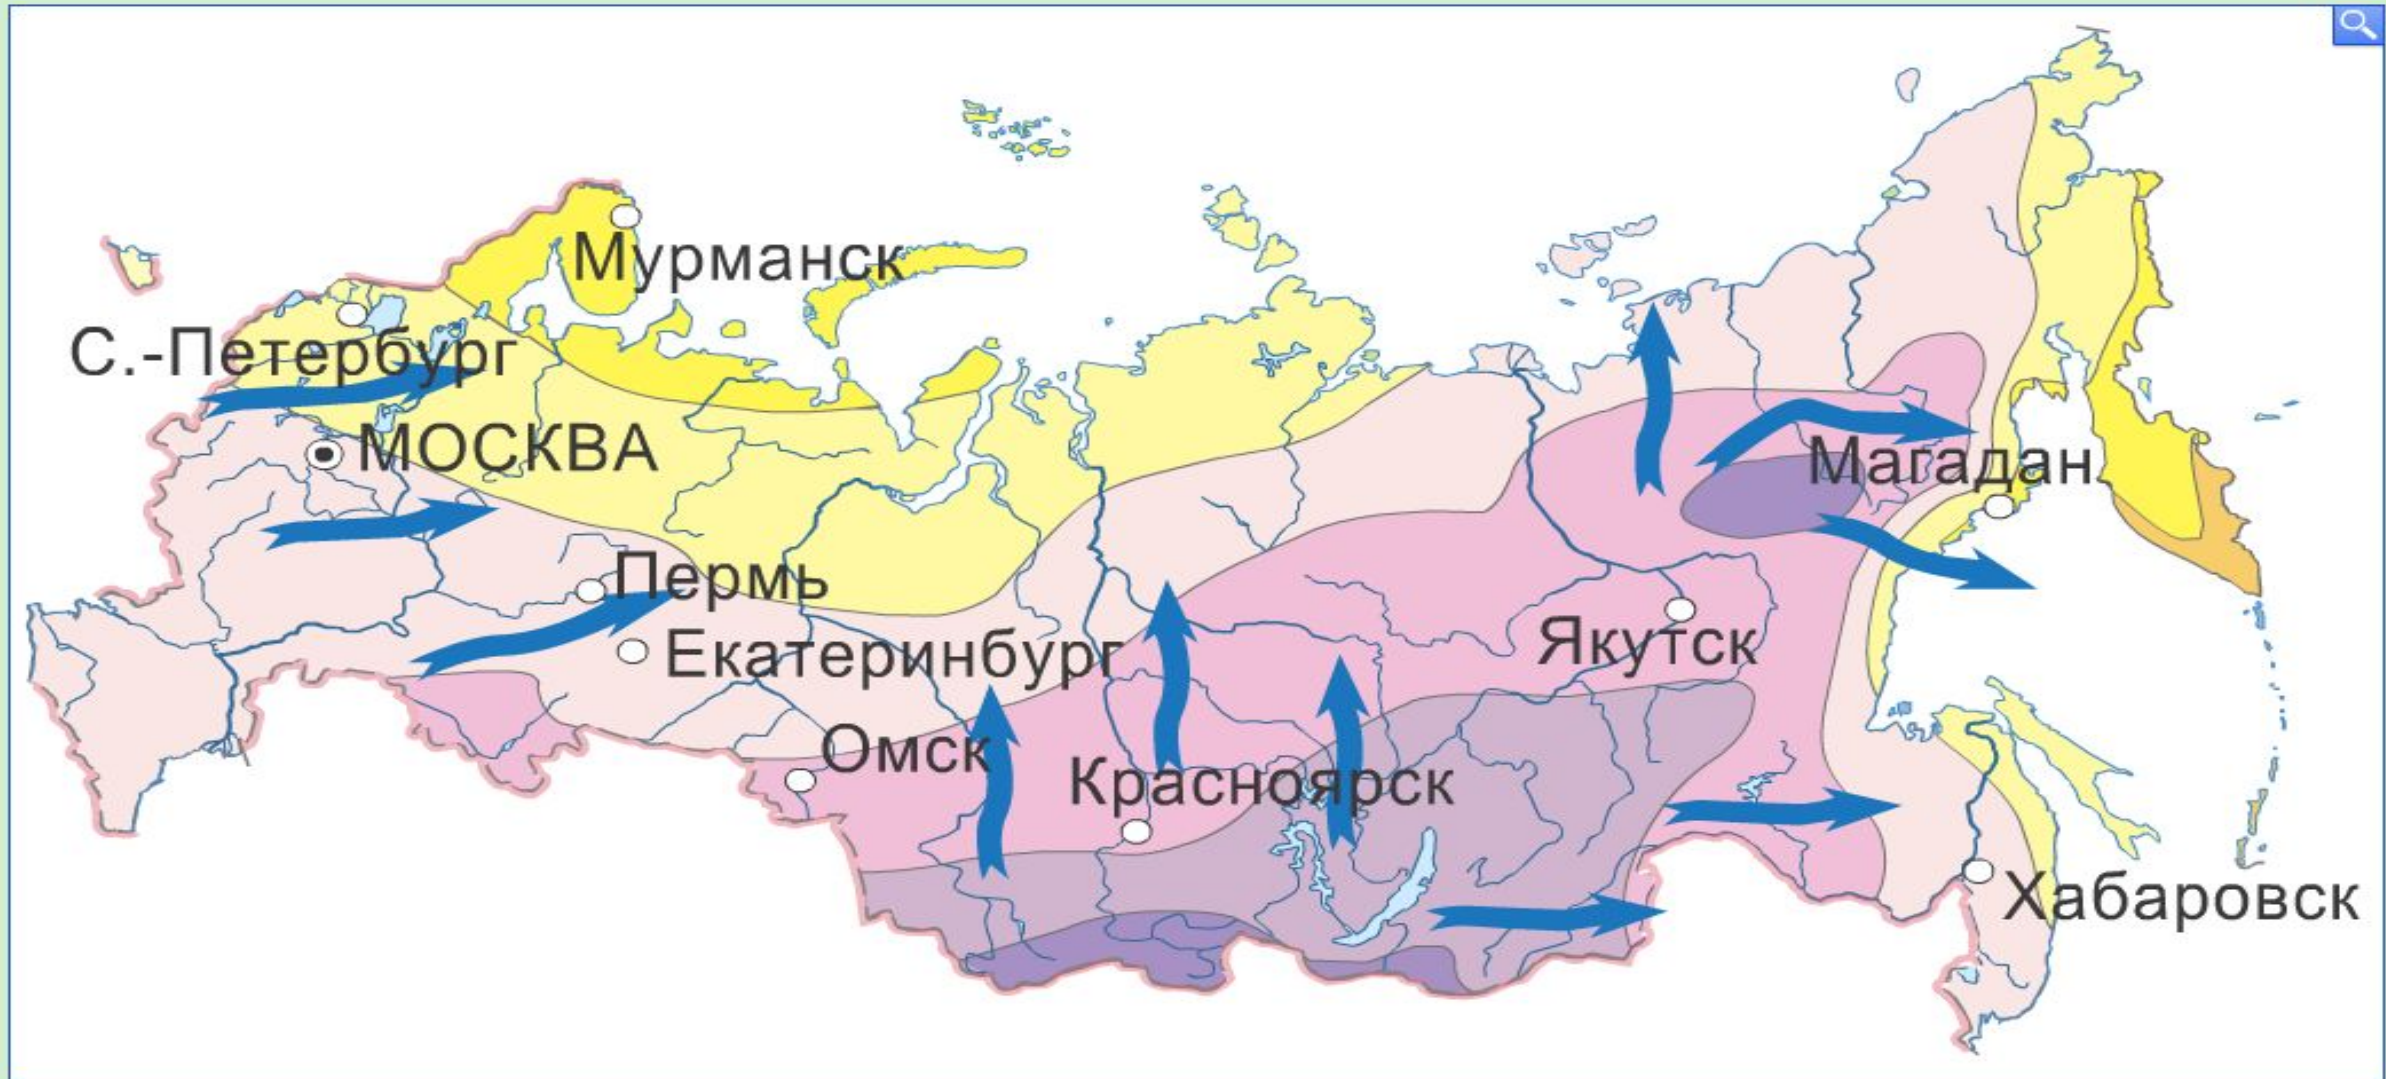 Мурманск
С.-Петербург
МОСКВА
Магадан
Пермь
Якутск
Екатеринбург
Омск
Красноярск
Хабаровск